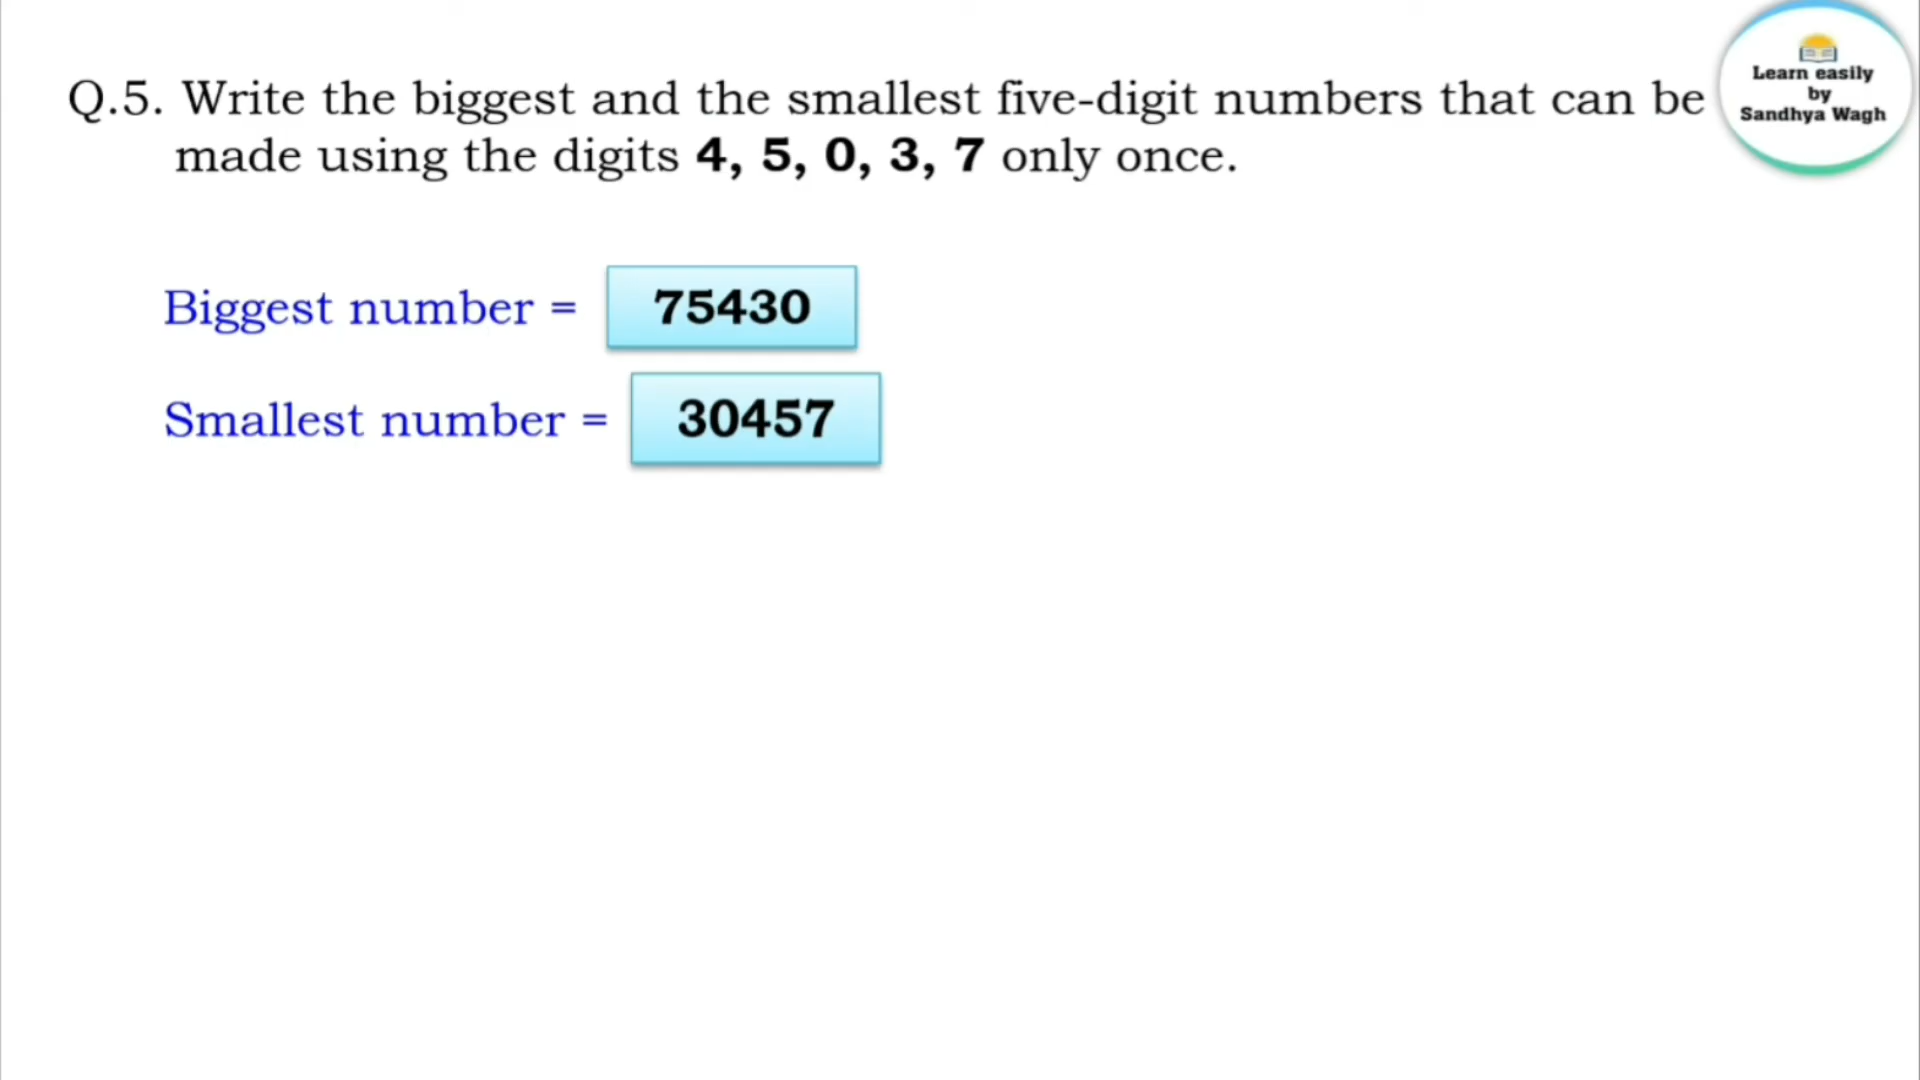 Q.5. Write the biggest and the smallest five-digit numbers that can be
made using the digits 4, 5, 0, 3, 7 only once.
Learn easily
by
Sandhya Wagh
Biggest number = 75430
Smallest number = 30457